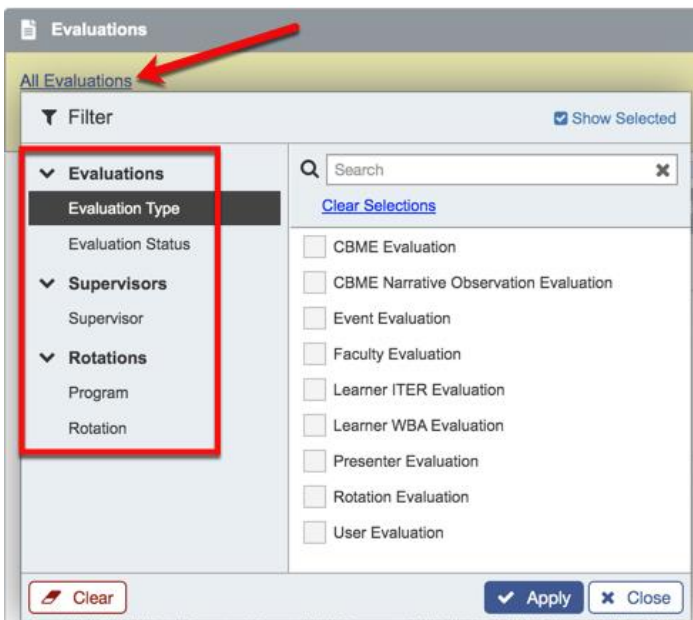 Evaluations
All Evaluations
Filter
Show Selected
Evaluations
Evaluation Type
Evaluation Status
Supervisors
Supervisor
Rotations
Program
Rotation
Search
Clear Selections
CBME Evaluation
CBME Narrative Observation Evaluation
Event Evaluation
Faculty Evaluation
Learner ITER Evaluation
Learner WBA Evaluation
Presenter Evaluation
Rotation Evaluation
User Evaluation
Clear
Apply
Close